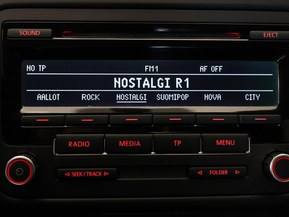 SOUND EJECT
NO TP FM1 AF OFF
NOSTALGI R1
AALLOT ROCK NOSTALGI SUOMIPOP NOVA CITY
RADIO MEDIA TP MENU
SEEK/TRACK FOLDER